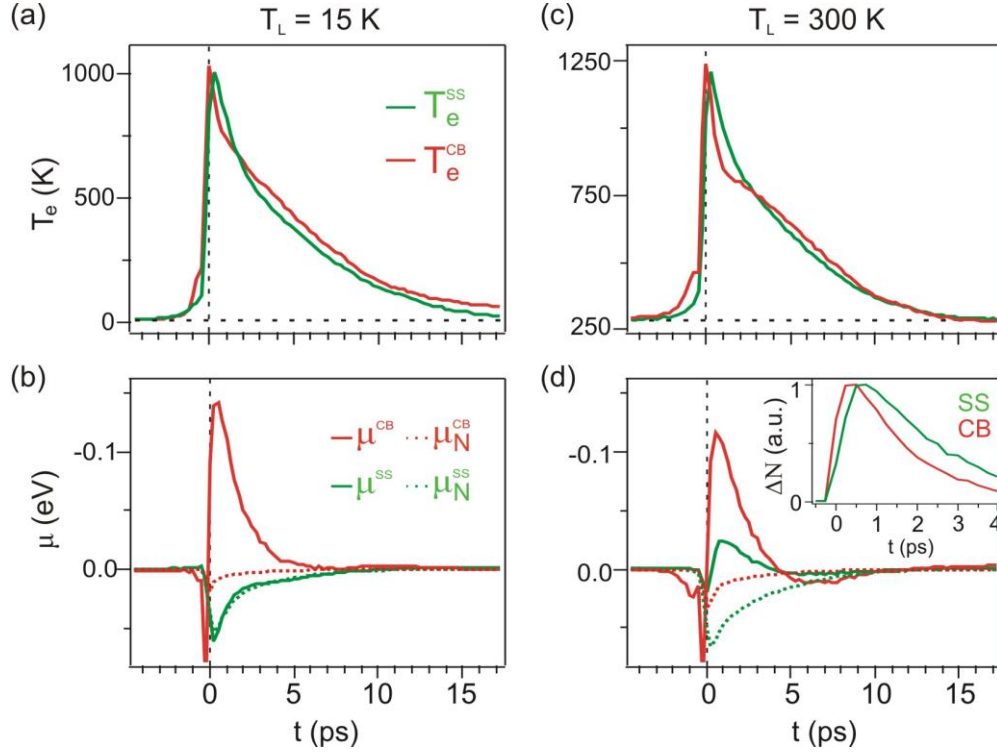 (a) T_L = 15 K
1000
500
0
T_e (K)
T_e^SS
T_e^CB
(c) T_L = 300 K
1250
750
250
(b)
-0.1
0.0
μ (eV)
μ^CB μ_N^CB
μ^SS μ_N^SS
0 5 10 15
t (ps)
(d)
-0.1
0.0
1
0
ΔN (a.u.)
SS
CB
0 1 2 3 4
t (ps)
0 5 10 15
t (ps)